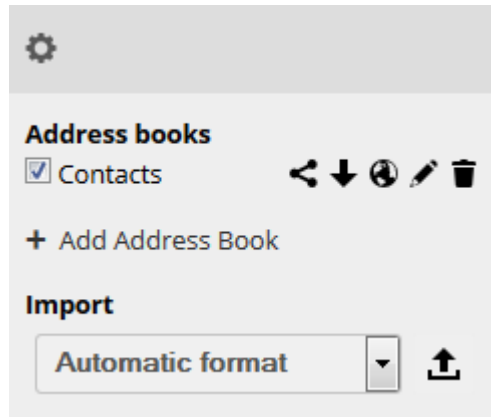 Address books
Contacts
+ Add Address Book
Import
Automatic format